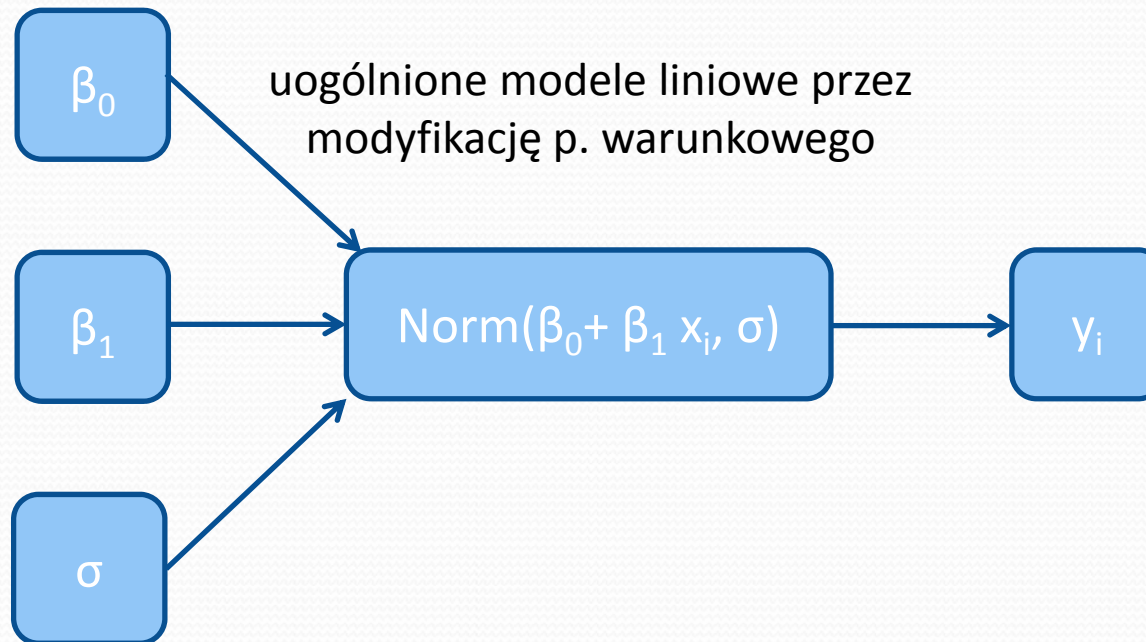 β₀
uogólnione modele liniowe przez
modyfikację p. warunkowego
β₁
Norm(β₀+ β₁ xᵢ, σ)
yᵢ
σ